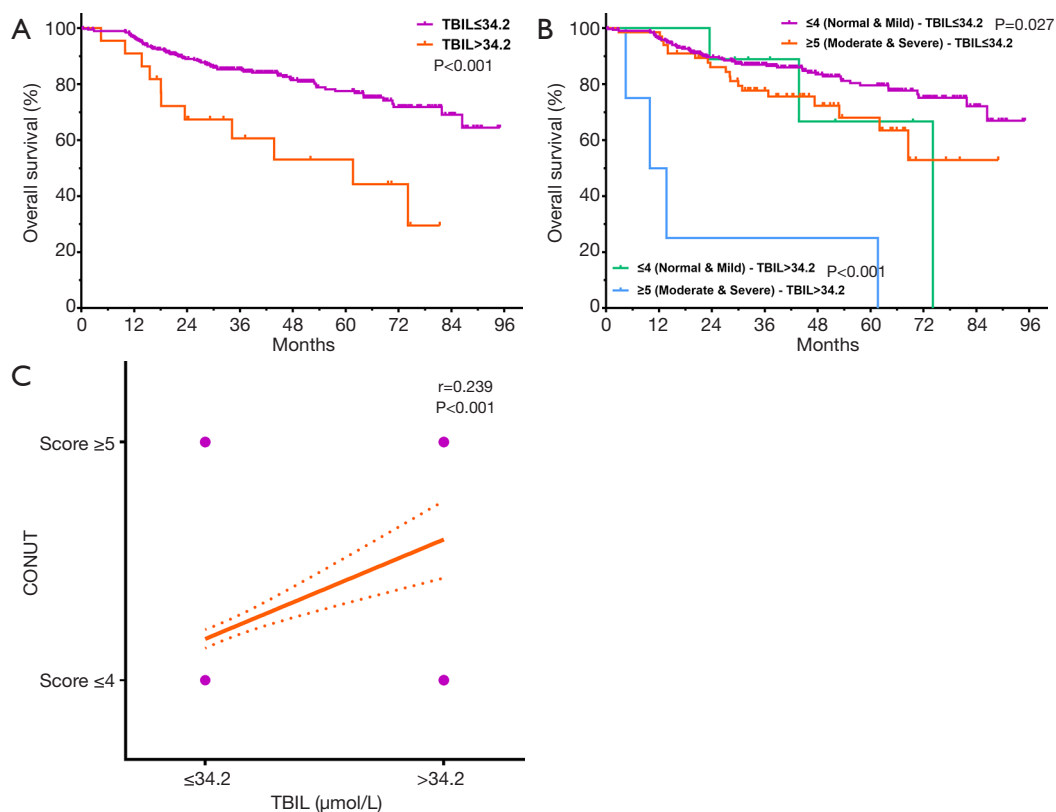 A
TBIL≤34.2
TBIL>34.2
P<0.001
Overall survival (%)
100
80
60
40
20
0
0 12 24 36 48 60 72 84 96
Months
B
≤4 (Normal & Mild) - TBIL≤34.2 P=0.027
≥5 (Moderate & Severe) - TBIL≤34.2
Overall survival (%)
100
80
60
40
20
0
≤4 (Normal & Mild) - TBIL>34.2 P<0.001
≥5 (Moderate & Severe) - TBIL>34.2
0 12 24 36 48 60 72 84 96
Months
C
r=0.239
P<0.001
Score ≥5
CONUT
Score ≤4
≤34.2 >34.2
TBIL (μmol/L)